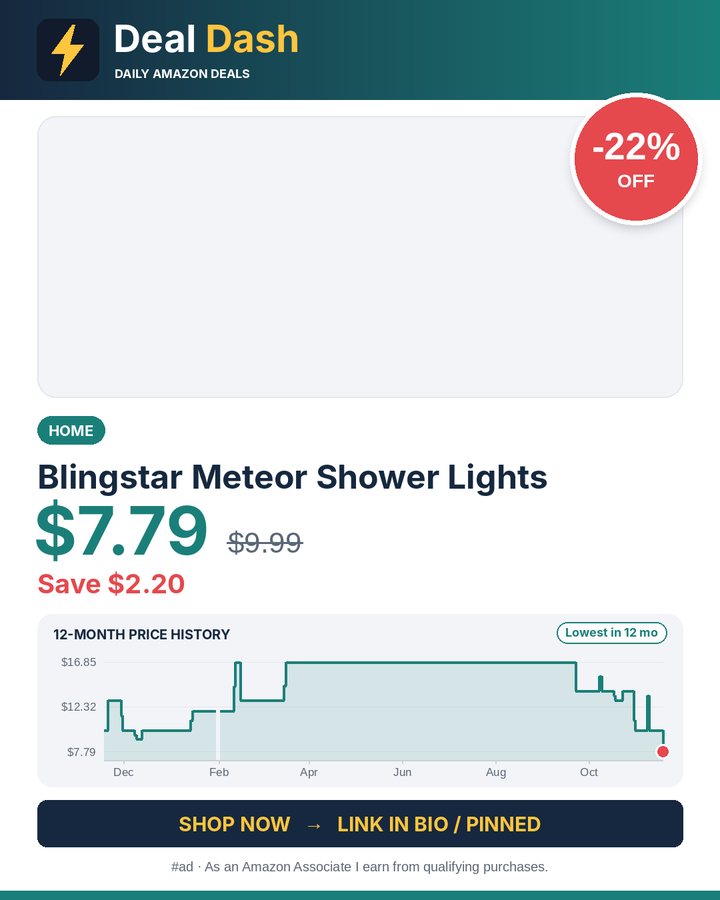 Deal Dash
DAILY AMAZON DEALS
-22%
OFF
HOME
Blingstar Meteor Shower Lights
$7.79 $9.99
Save $2.20
12-MONTH PRICE HISTORY
Lowest in 12 mo
$16.85
$12.32
$7.79
Dec Feb Apr Jun Aug Oct
SHOP NOW → LINK IN BIO / PINNED
#ad · As an Amazon Associate I earn from qualifying purchases.